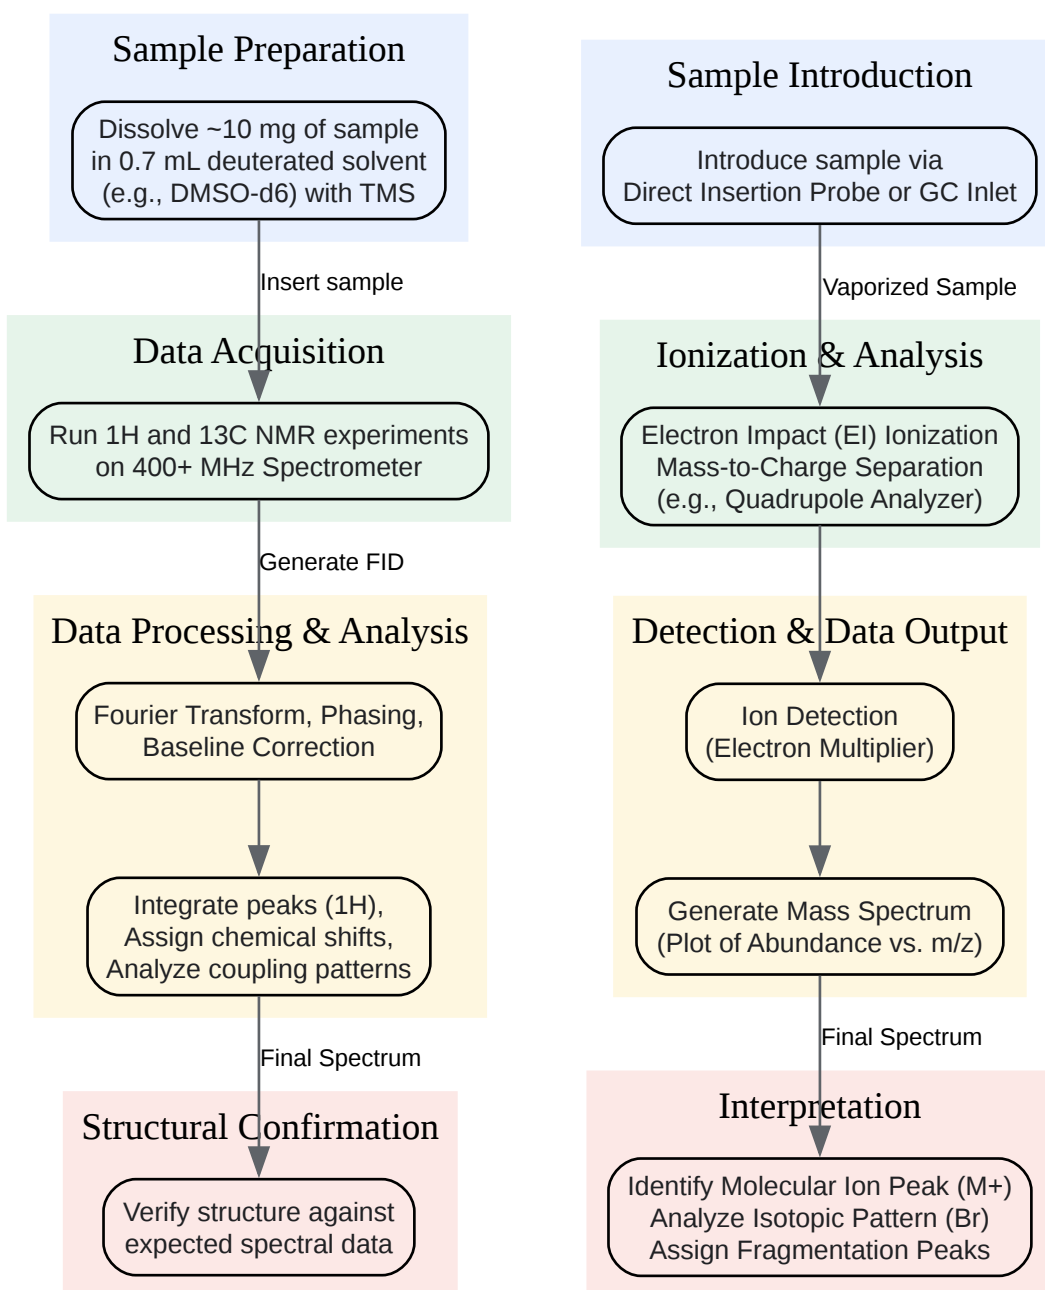 Sample Preparation
Dissolve ~10 mg of sample
in 0.7 mL deuterated solvent
(e.g., DMSO-d6) with TMS
Insert sample
Data Acquisition
Run 1H and 13C NMR experiments
on 400+ MHz Spectrometer
Generate FID
Data Processing & Analysis
Fourier Transform, Phasing,
Baseline Correction
Integrate peaks (1H),
Assign chemical shifts,
Analyze coupling patterns
Final Spectrum
Structural Confirmation
Verify structure against
expected spectral data
Sample Introduction
Introduce sample via
Direct Insertion Probe or GC Inlet
Vaporized Sample
Ionization & Analysis
Electron Impact (EI) Ionization
Mass-to-Charge Separation
(e.g., Quadrupole Analyzer)
Detection & Data Output
Ion Detection
(Electron Multiplier)
Generate Mass Spectrum
(Plot of Abundance vs. m/z)
Final Spectrum
Interpretation
Identify Molecular Ion Peak (M+)
Analyze Isotopic Pattern (Br)
Assign Fragmentation Peaks